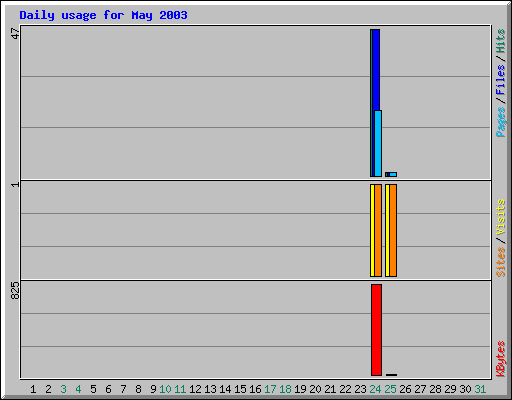 Daily usage for May 2003
47
1
825
Pages/Files/Hits
Sites/Visits
KBytes
1 2 3 4 5 6 7 8 9 10 11 12 13 14 15 16 17 18 19 20 21 22 23 24 25 26 27 28 29 30 31